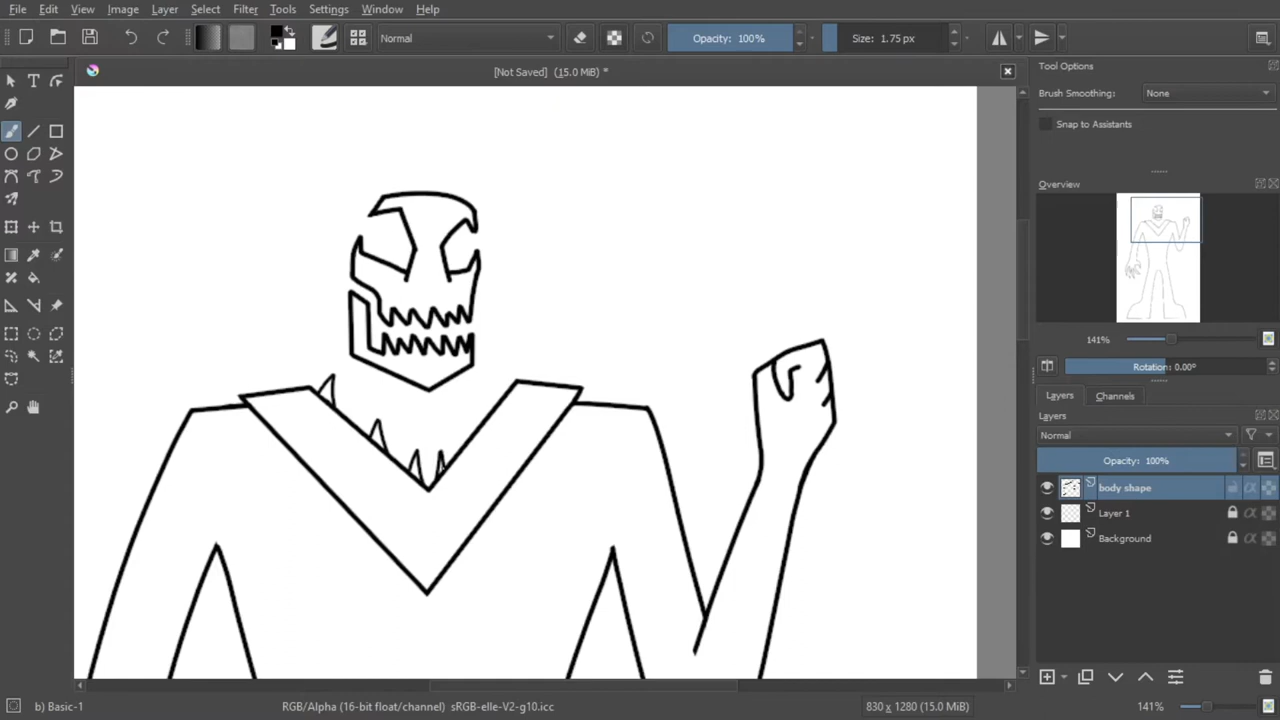 File Edit View Image Layer Select Filter Tools Settings Window Help
Normal
Opacity: 100%
Size: 1.75 px
[Not Saved] (15.0 MiB) *
Tool Options
Brush Smoothing: None
Snap to Assistants
Overview
141%
Rotation: 0.00°
Layers Channels
Layers
Normal
Opacity: 100%
body shape
Layer 1
Background
b) Basic-1
RGB/Alpha (16-bit float/channel) sRGB-elle-V2-g10.icc
830 x 1280 (15.0 MiB)
141%